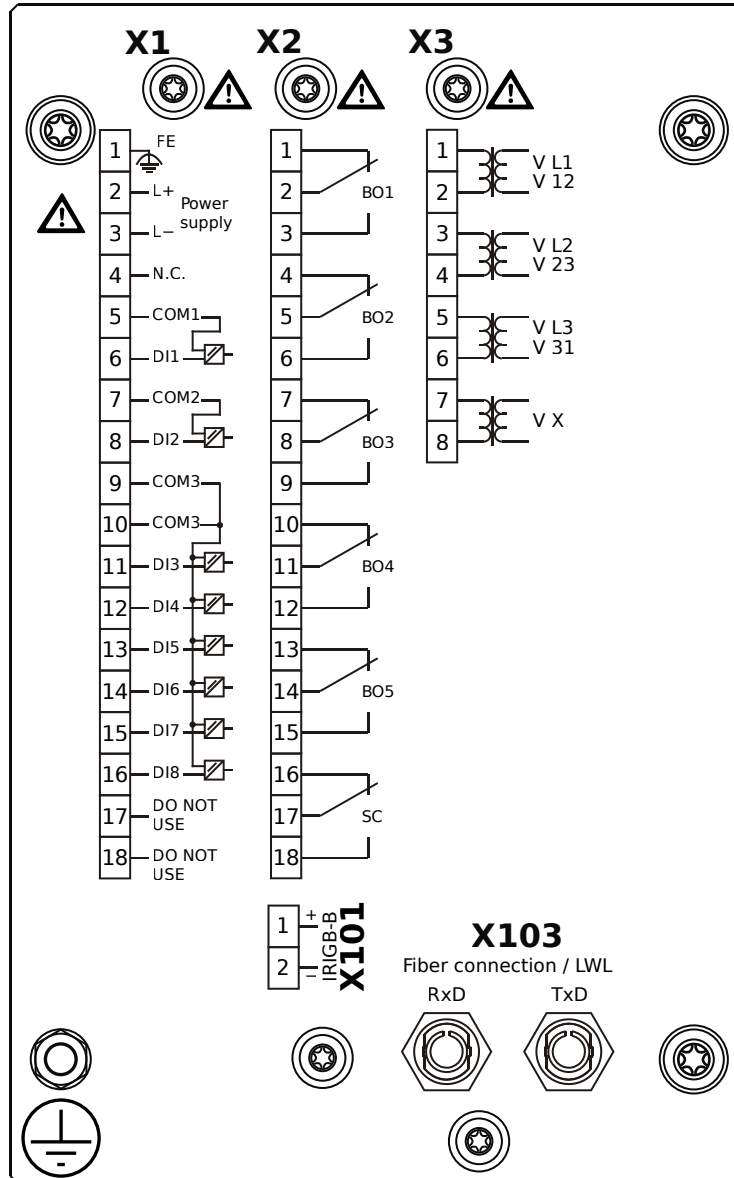 X1 X2 X3
1 FE
2 L+
Power
supply
3 L−
4 N.C.
5 COM1
6 DI1
7 COM2
8 DI2
9 COM3
10 COM3
11 DI3
12 DI4
13 DI5
14 DI6
15 DI7
16 DI8
17 DO NOT
USE
18 DO NOT
USE
1
2 BO1
3
4
5 BO2
6
7
8 BO3
9
10
11 BO4
12
13
14 BO5
15
16
17 SC
18
1 V L1
2 V 12
3 V L2
4 V 23
5 V L3
6 V 31
7 V X
8
1 +
2 −
IRIGB-B
X101
X103
Fiber connection / LWL
RxD TxD